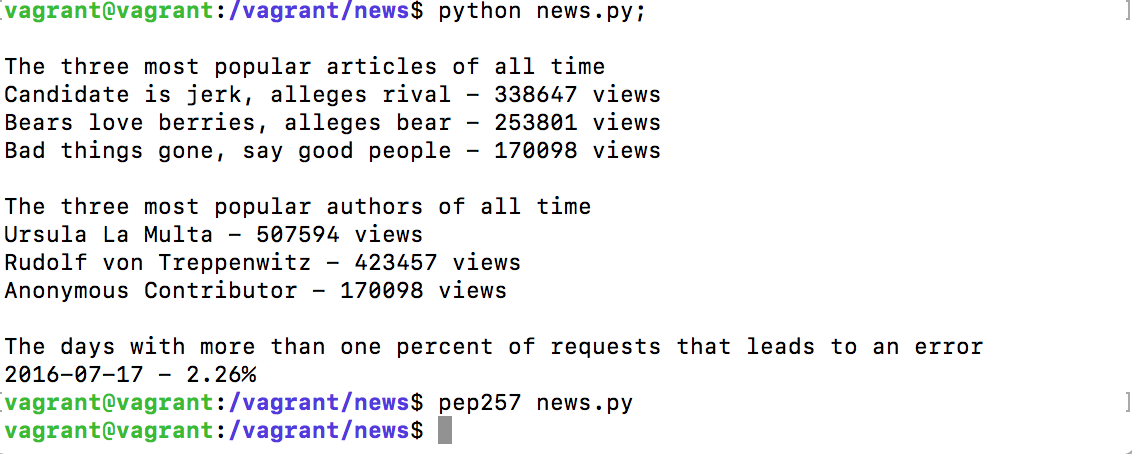 vagrant@vagrant:/vagrant/news$ python news.py;
The three most popular articles of all time
Candidate is jerk, alleges rival - 338647 views
Bears love berries, alleges bear - 253801 views
Bad things gone, say good people - 170098 views
The three most popular authors of all time
Ursula La Multa - 507594 views
Rudolf von Treppenwitz - 423457 views
Anonymous Contributor - 170098 views
The days with more than one percent of requests that leads to an error
2016-07-17 - 2.26%
vagrant@vagrant:/vagrant/news$ pep257 news.py
vagrant@vagrant:/vagrant/news$